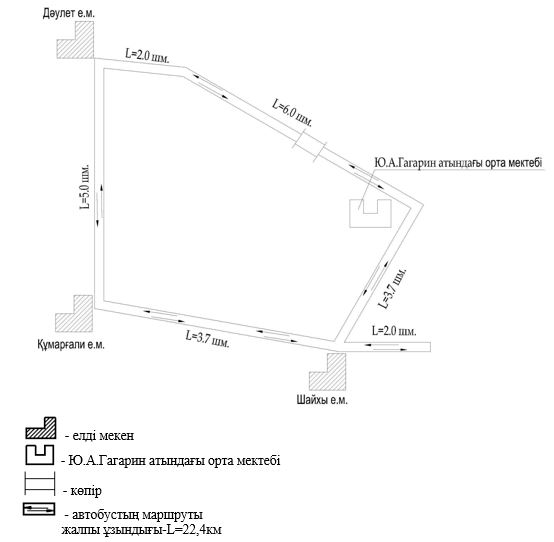 Дәулет е.м.
L=2.0 шм.
L=6.0 шм.
Ю.А.Гагарин атындағы орта мектебі
L=5.0 шм.
L=3.7 шм.
L=2.0 шм.
Құмарғали е.м.
L=3.7 шм.
Шайхы е.м.
- елді мекен
- Ю.А.Гагарин атындағы орта мектебі
- көпір
- автобустың маршруты
жалпы ұзындығы-L=22,4км